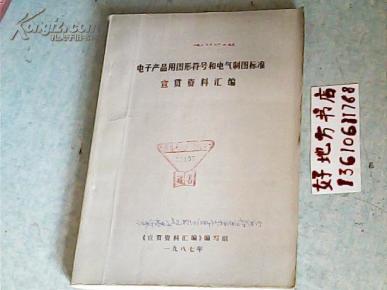 电子产品用图形符号和电气制图标准
宣贯资料汇编
藏书
《宣贯资料汇编》编写组
一九八七年
好地方书店
13610681768